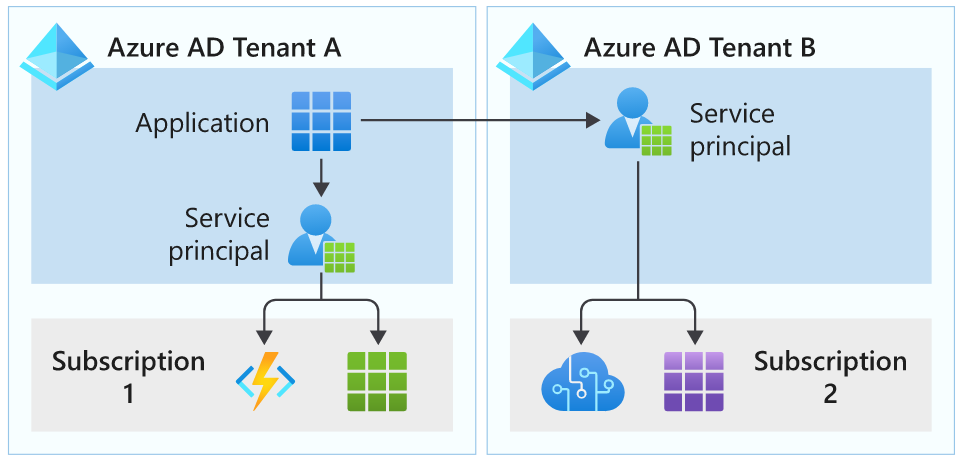 Azure AD Tenant A
Application
Service
principal
Subscription
1
Azure AD Tenant B
Service
principal
Subscription
2